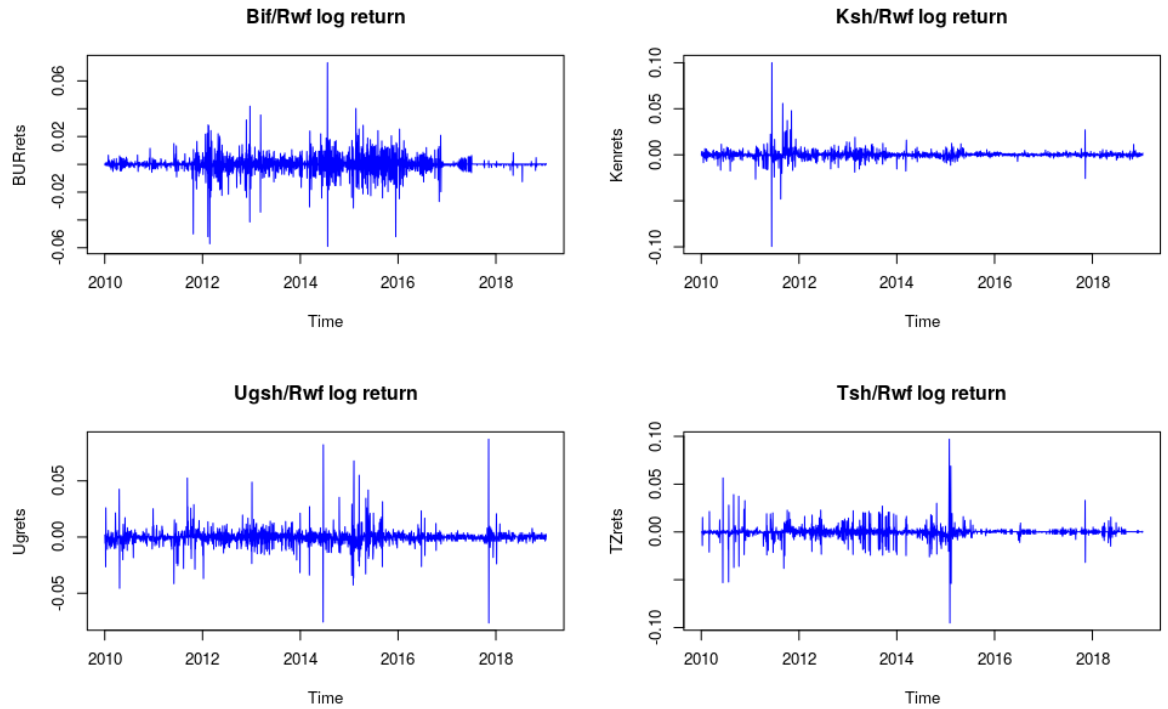 Bif/Rwf log return
BURrets
0.06
0.02
-0.02
-0.06
2010 2012 2014 2016 2018
Time
Ksh/Rwf log return
Kenrets
0.10
0.05
0.00
-0.10
2010 2012 2014 2016 2018
Time
Ugsh/Rwf log return
Ugrets
0.05
0.00
-0.05
2010 2012 2014 2016 2018
Time
Tsh/Rwf log return
TZrets
0.10
0.05
0.00
-0.10
2010 2012 2014 2016 2018
Time